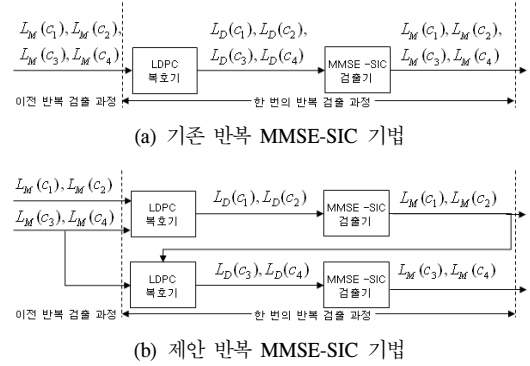 L_M(c_1), L_M(c_2), L_D(c_1), L_D(c_2), L_M(c_1), L_M(c_2),
L_M(c_3), L_M(c_4) LDPC 복호기 L_D(c_3), L_D(c_4) MMSE -SIC 검출기 L_M(c_3), L_M(c_4)
이전 반복 검출 과정 한 번의 반복 검출 과정
(a) 기존 반복 MMSE-SIC 기법
L_M(c_1), L_M(c_2) LDPC 복호기 L_D(c_1), L_D(c_2) MMSE -SIC 검출기 L_M(c_1), L_M(c_2)
L_M(c_3), L_M(c_4)
LDPC 복호기 L_D(c_3), L_D(c_4) MMSE -SIC 검출기 L_M(c_3), L_M(c_4)
이전 반복 검출 과정 한 번의 반복 검출 과정
(b) 제안 반복 MMSE-SIC 기법